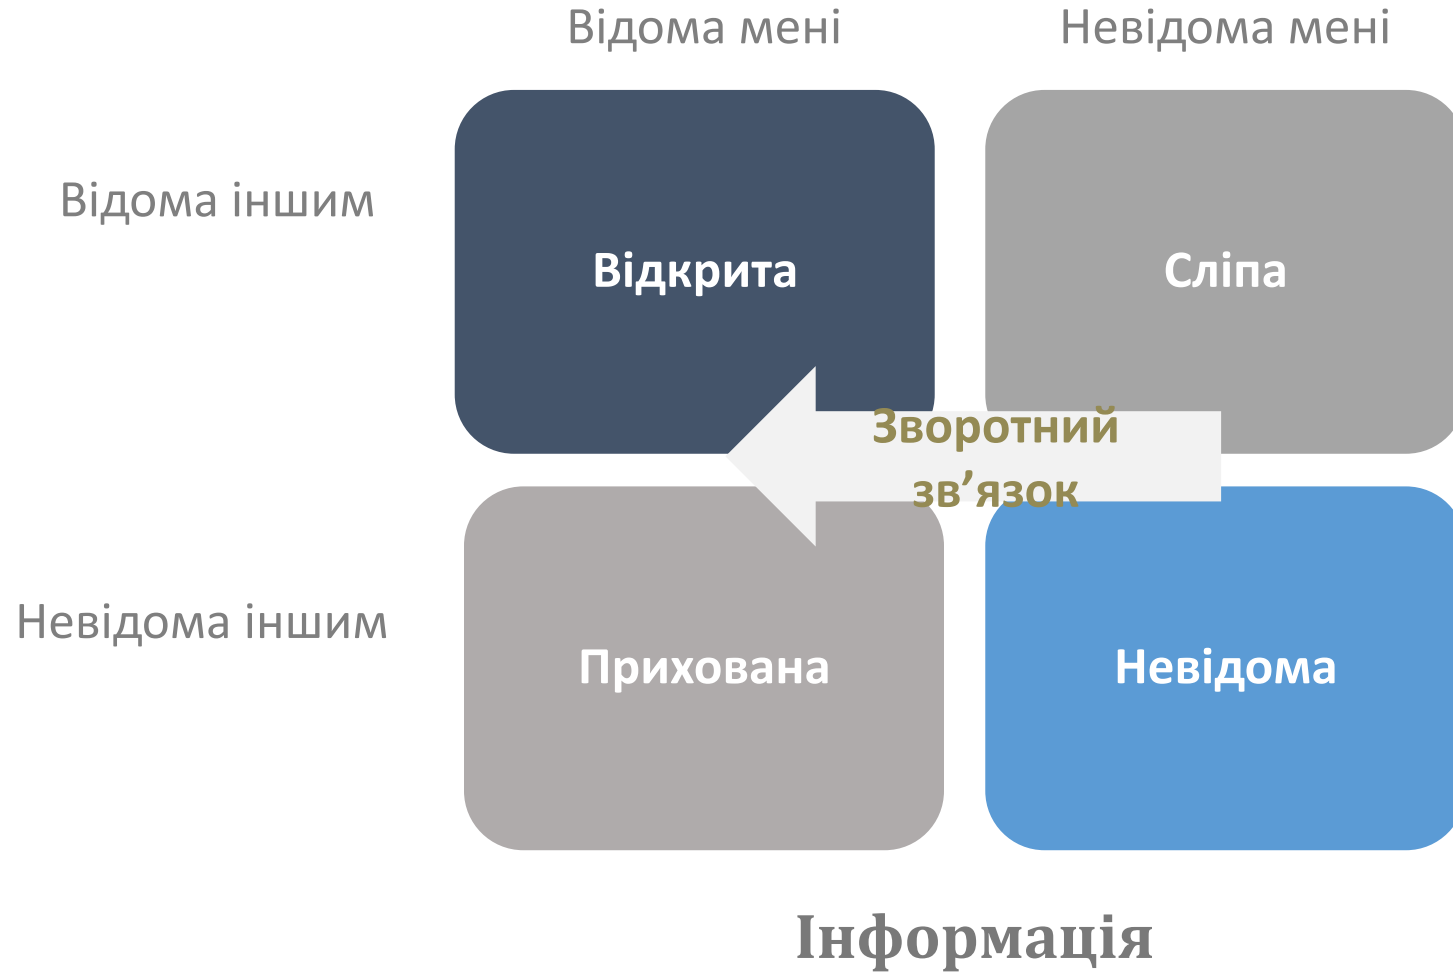 Відома мені
Невідома мені
Відома іншим
Відкрита
Сліпа
Зворотний
зв’язок
Невідома іншим
Прихована
Невідома
Інформація